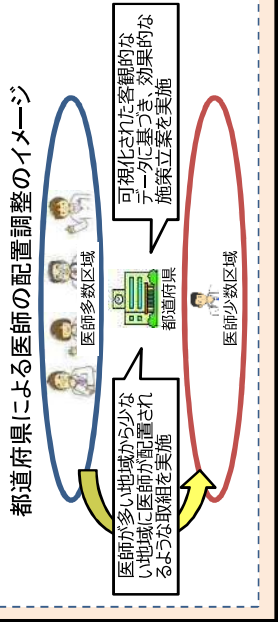 都道府県による医師の配置調整のイメージ
医師多数区域
医師が多い地域から少な
い地域に医師が配置され
るような取組を実施
都道府県
可視化された客観的な
データに基づき、効果的な
施策立案を実施
医師少数区域